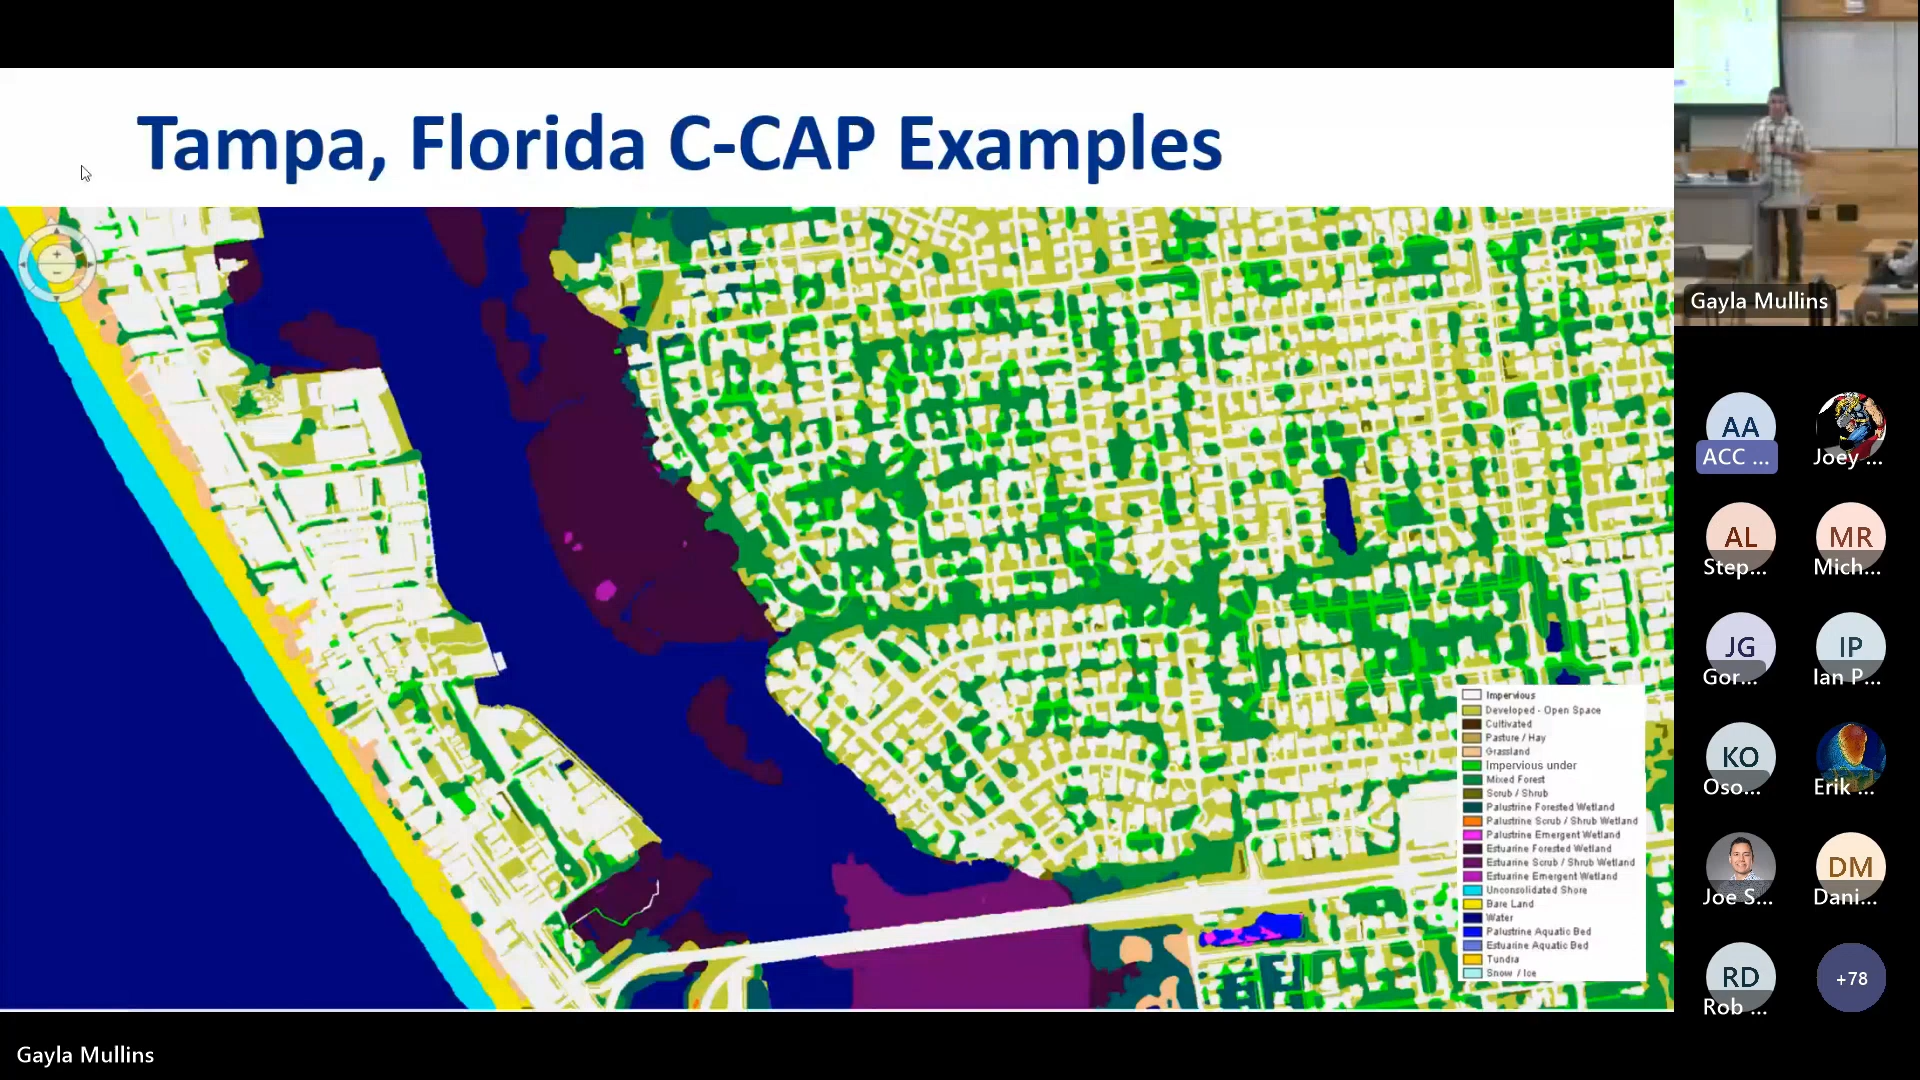 Tampa, Florida C-CAP Examples
+
−
Impervious
Developed - Open Space
Cultivated
Pasture / Hay
Grassland
Impervious under
Mixed Forest
Scrub / Shrub
Palustrine Forested Wetland
Palustrine Scrub / Shrub Wetland
Palustrine Emergent Wetland
Estuarine Forested Wetland
Estuarine Scrub / Shrub Wetland
Estuarine Emergent Wetland
Unconsolidated Shore
Bare Land
Water
Palustrine Aquatic Bed
Estuarine Aquatic Bed
Tundra
Snow / Ice
Gayla Mullins
AA
ACC ...
Joey ...
AL
Step...
MR
Mich...
JG
Gor...
IP
Ian P...
KO
Oso...
Erik ...
Joe S...
DM
Dani...
RD
Rob ...
+78
Gayla Mullins